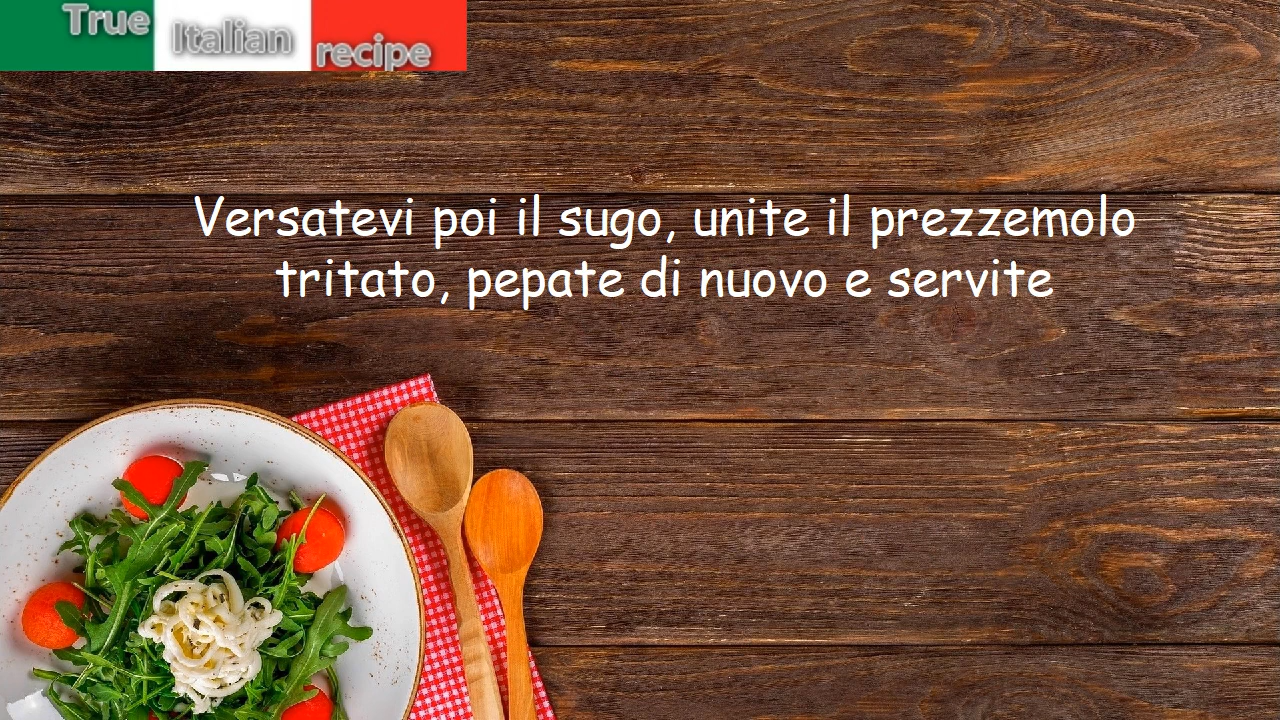 True Italian recipe
Versatevi poi il sugo, unite il prezzemolo
tritato, pepate di nuovo e servite